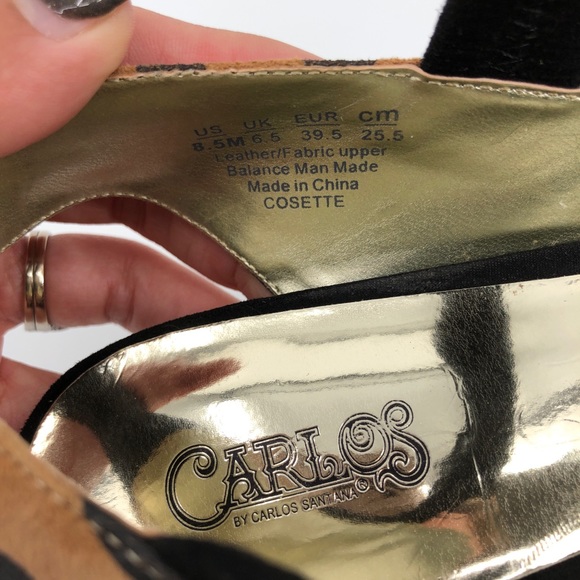 US UK EUR cm
8.5M 6.5 39.5 25.5
Leather/Fabric upper
Balance Man Made
Made in China
COSETTE
CARLOS
BY CARLOS SANTANA®